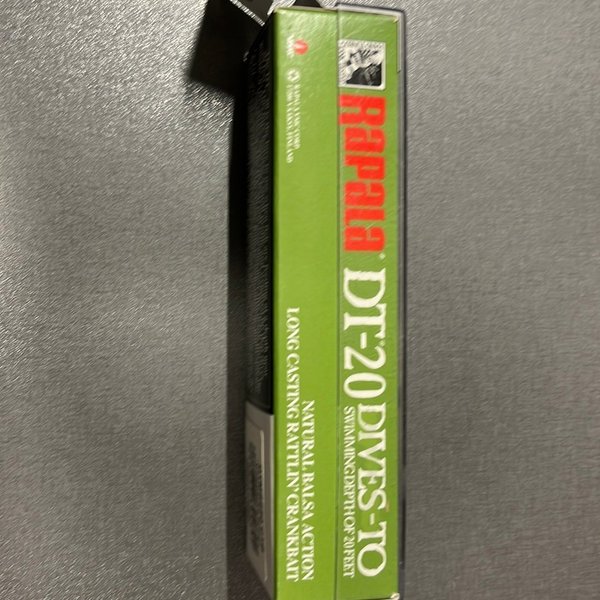 RAPALA®
DT-20 DIVES-TO
SWIMMING DEPTH OF 20 FEET
NATURAL BALSA ACTION
LONG CASTING RATTLIN' CRANKBAIT